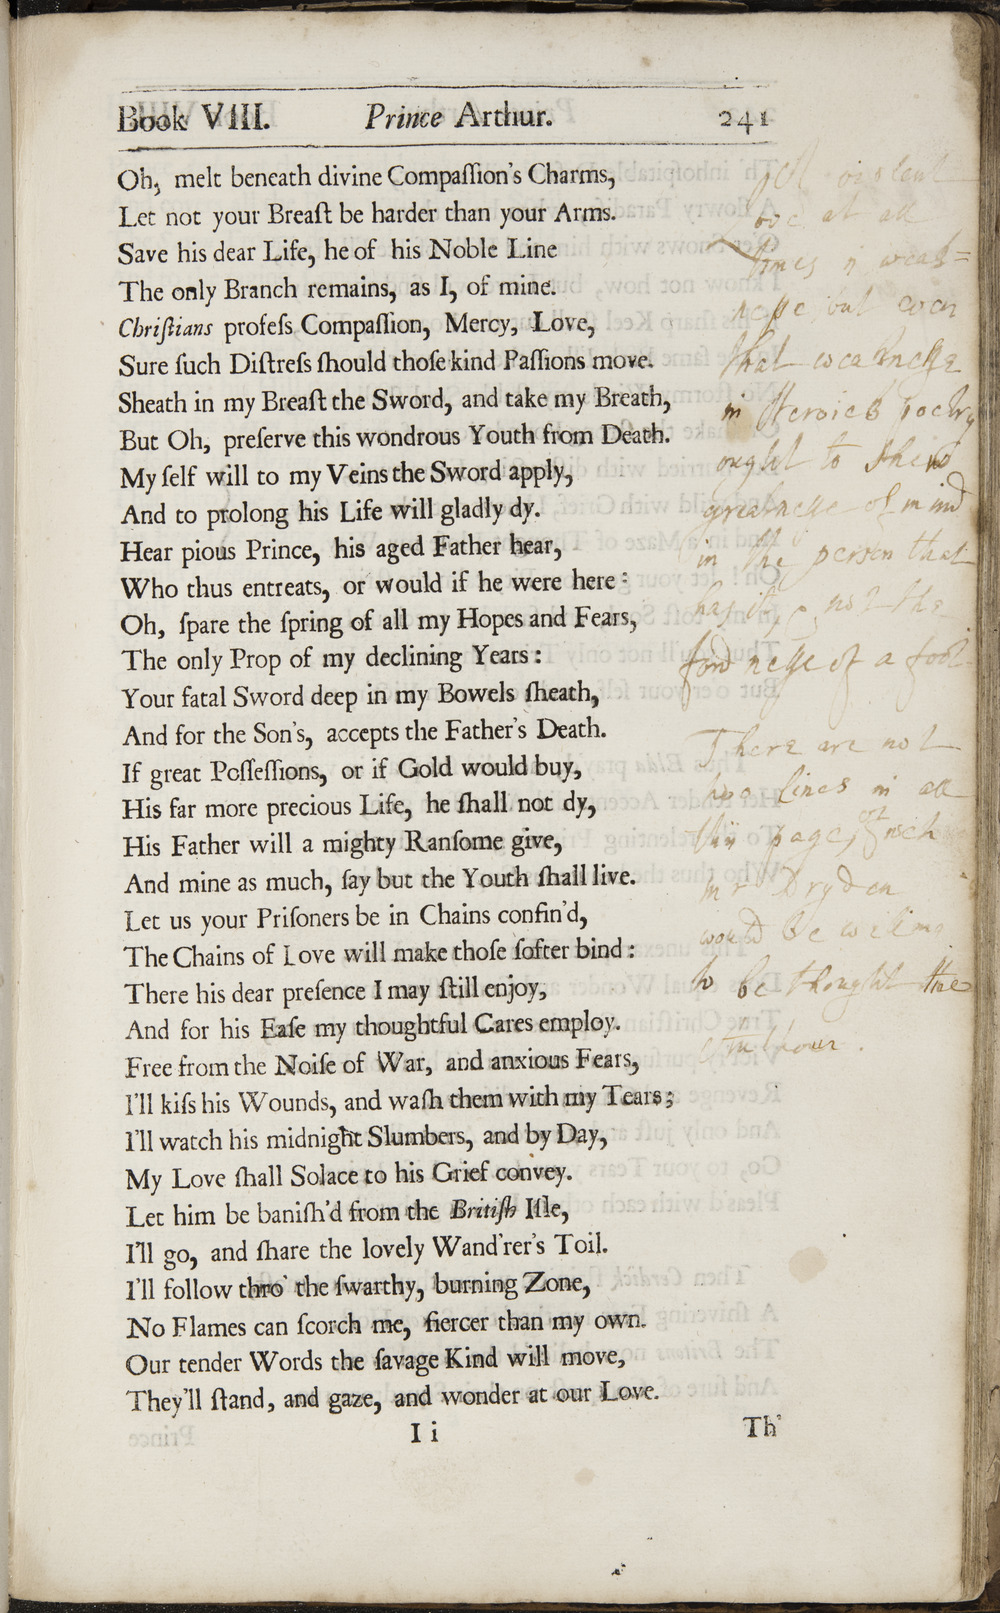 Book VIII. Prince Arthur. 241
Oh, melt beneath divine Compaſſion's Charms,
Let not your Breaſt be harder than your Arms.
Save his dear Life, he of his Noble Line
The only Branch remains, as I, of mine.
Chriſtians profeſs Compaſſion, Mercy, Love,
Sure ſuch Diſtreſs ſhould thoſe kind Paſſions move.
Sheath in my Breaſt the Sword, and take my Breath,
But Oh, preſerve this wondrous Youth from Death.
My ſelf will to my Veins the Sword apply,
And to prolong his Life will gladly dy.
Hear pious Prince, his aged Father hear,
Who thus entreats, or would if he were here:
Oh, ſpare the ſpring of all my Hopes and Fears,
The only Prop of my declining Years:
Your fatal Sword deep in my Bowels ſheath,
And for the Son's, accepts the Father's Death.
If great Poſſeſſions, or if Gold would buy,
His far more precious Life, he ſhall not dy,
His Father will a mighty Ranſome give,
And mine as much, ſay but the Youth ſhall live.
Let us your Priſoners be in Chains confin'd,
The Chains of Love will make thoſe ſofter bind:
There his dear preſence I may ſtill enjoy,
And for his Eaſe my thoughtful Cares employ.
Free from the Noiſe of War, and anxious Fears,
I'll kiſs his Wounds, and waſh them with my Tears;
I'll watch his midnight Slumbers, and by Day,
My Love ſhall Solace to his Grief convey.
Let him be baniſh'd from the Britiſh Iſle,
I'll go, and ſhare the lovely Wand'rer's Toil.
I'll follow thro' the ſwarthy, burning Zone,
No Flames can ſcorch me, fiercer than my own.
Our tender Words the ſavage Kind will move,
They'll ſtand, and gaze, and wonder at our Love.
I i Th'
violent
Love at all
times is weak=
nesse but even
that weaknesse
in Heroick poetry
ought to shew
greatnesse of mind
in the person that
has it, not the
fondnesse of a fool
There are not
two lines in all
this page, of wch
mr Dryden
would be willing
to be thought the
Authour.